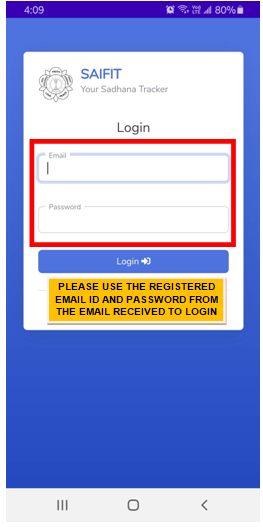 4:09
80%
SAIFIT
Your Sadhana Tracker
Login
Email
Password
Login
PLEASE USE THE REGISTERED
EMAIL ID AND PASSWORD FROM
THE EMAIL RECEIVED TO LOGIN